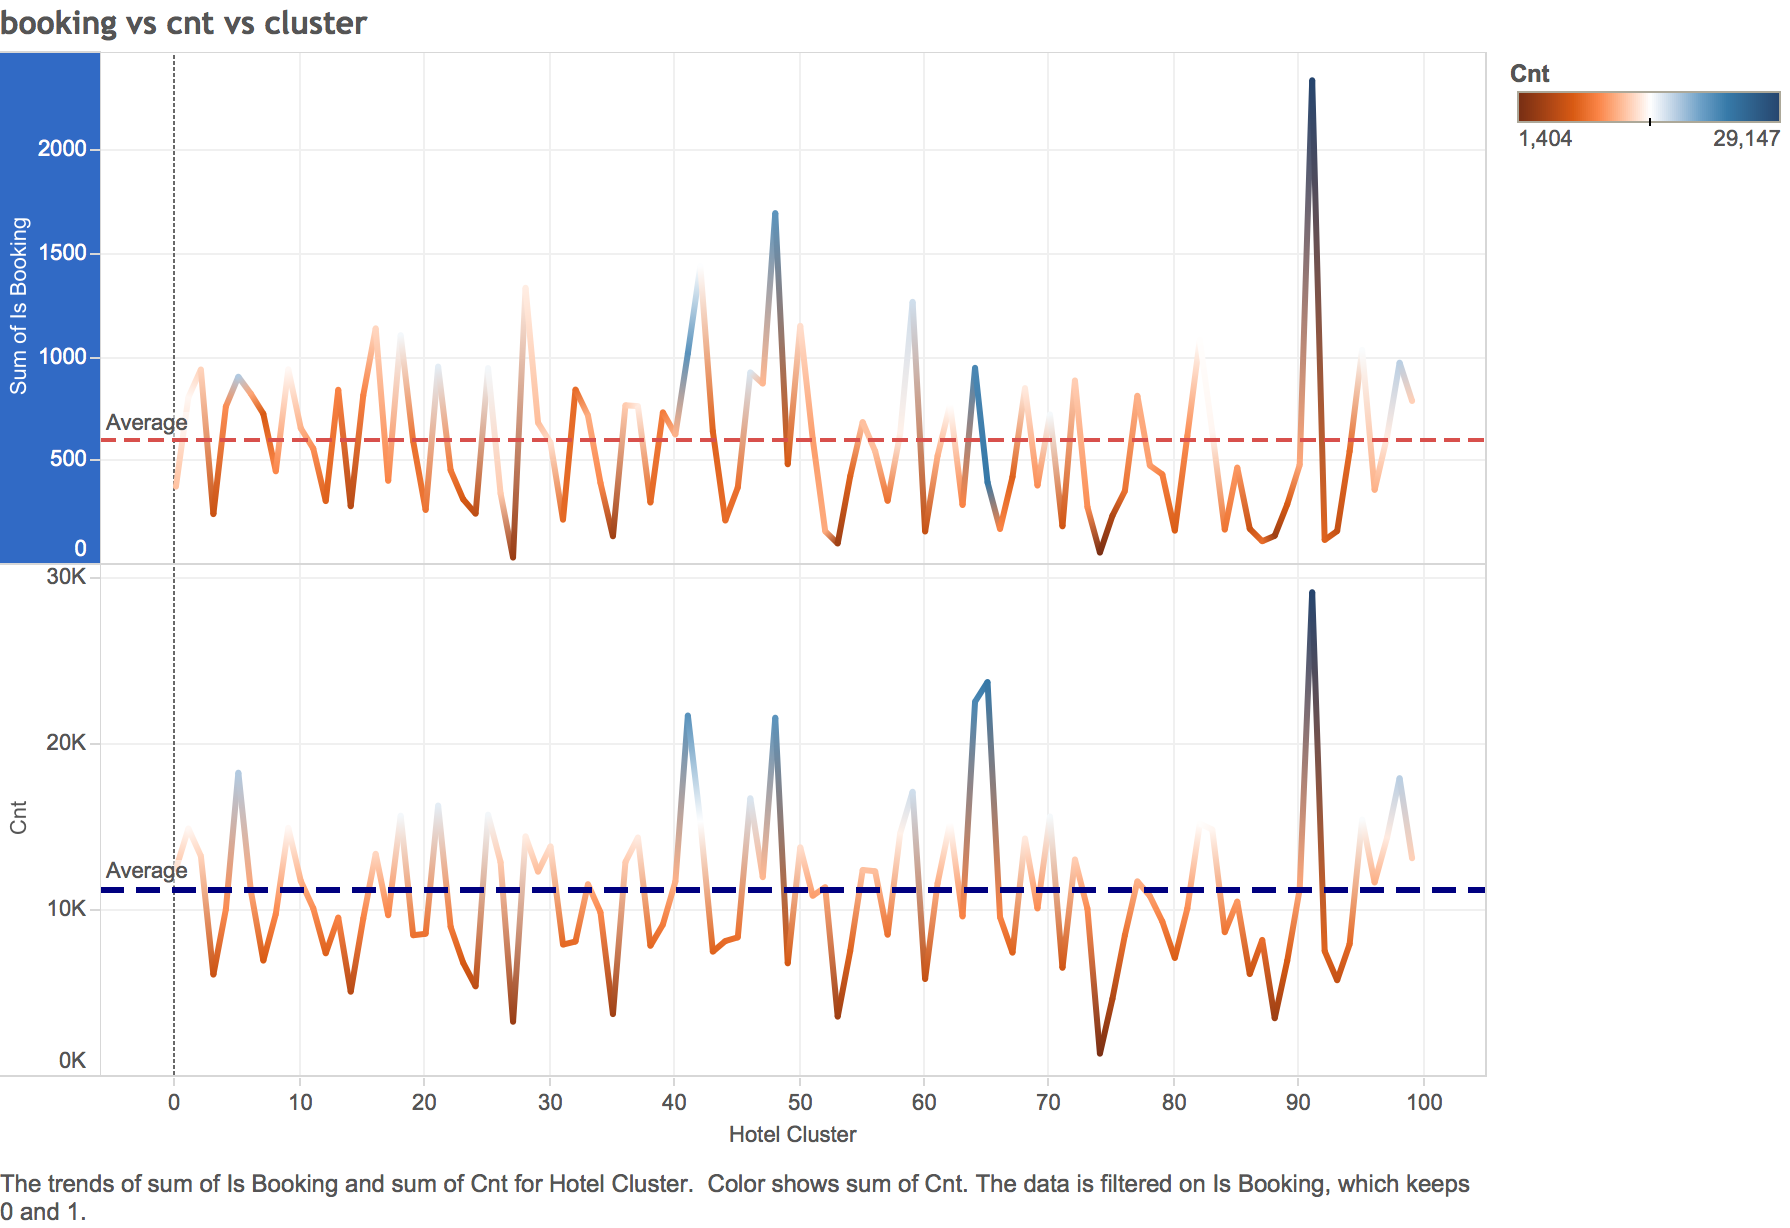 booking vs cnt vs cluster
Cnt
1,404 29,147
Sum of Is Booking
2000
1500
1000
500
0
Average
Cnt
30K
20K
10K
0K
Average
0 10 20 30 40 50 60 70 80 90 100
Hotel Cluster
The trends of sum of Is Booking and sum of Cnt for Hotel Cluster.  Color shows sum of Cnt. The data is filtered on Is Booking, which keeps
0 and 1.